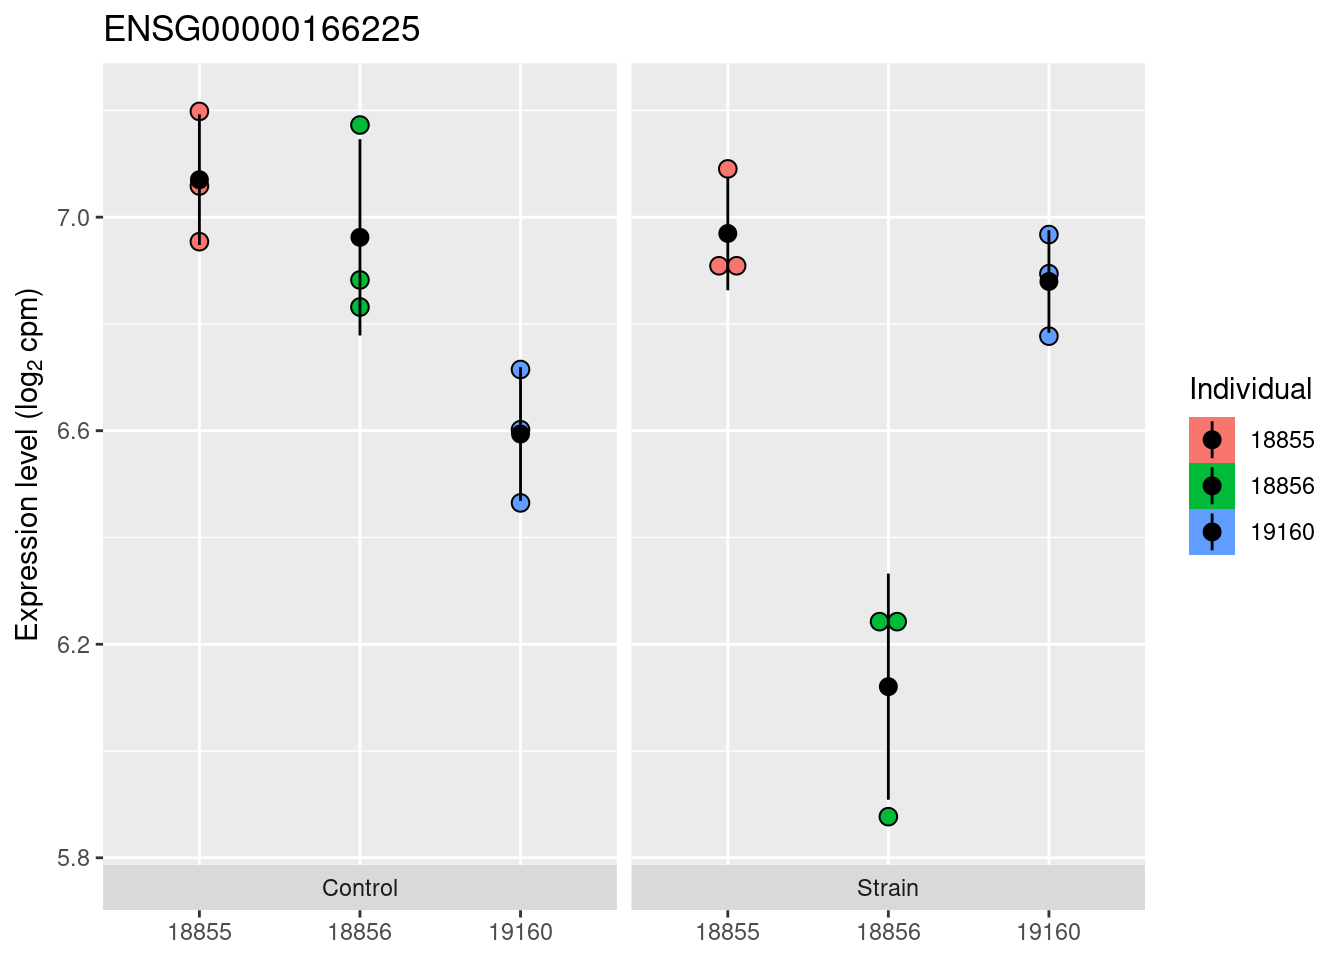 ENSG00000166225
Expression level (log₂ cpm)
7.0
6.6
6.2
5.8
Control
Strain
18855
18856
19160
18855
18856
19160
Individual
18855
18856
19160